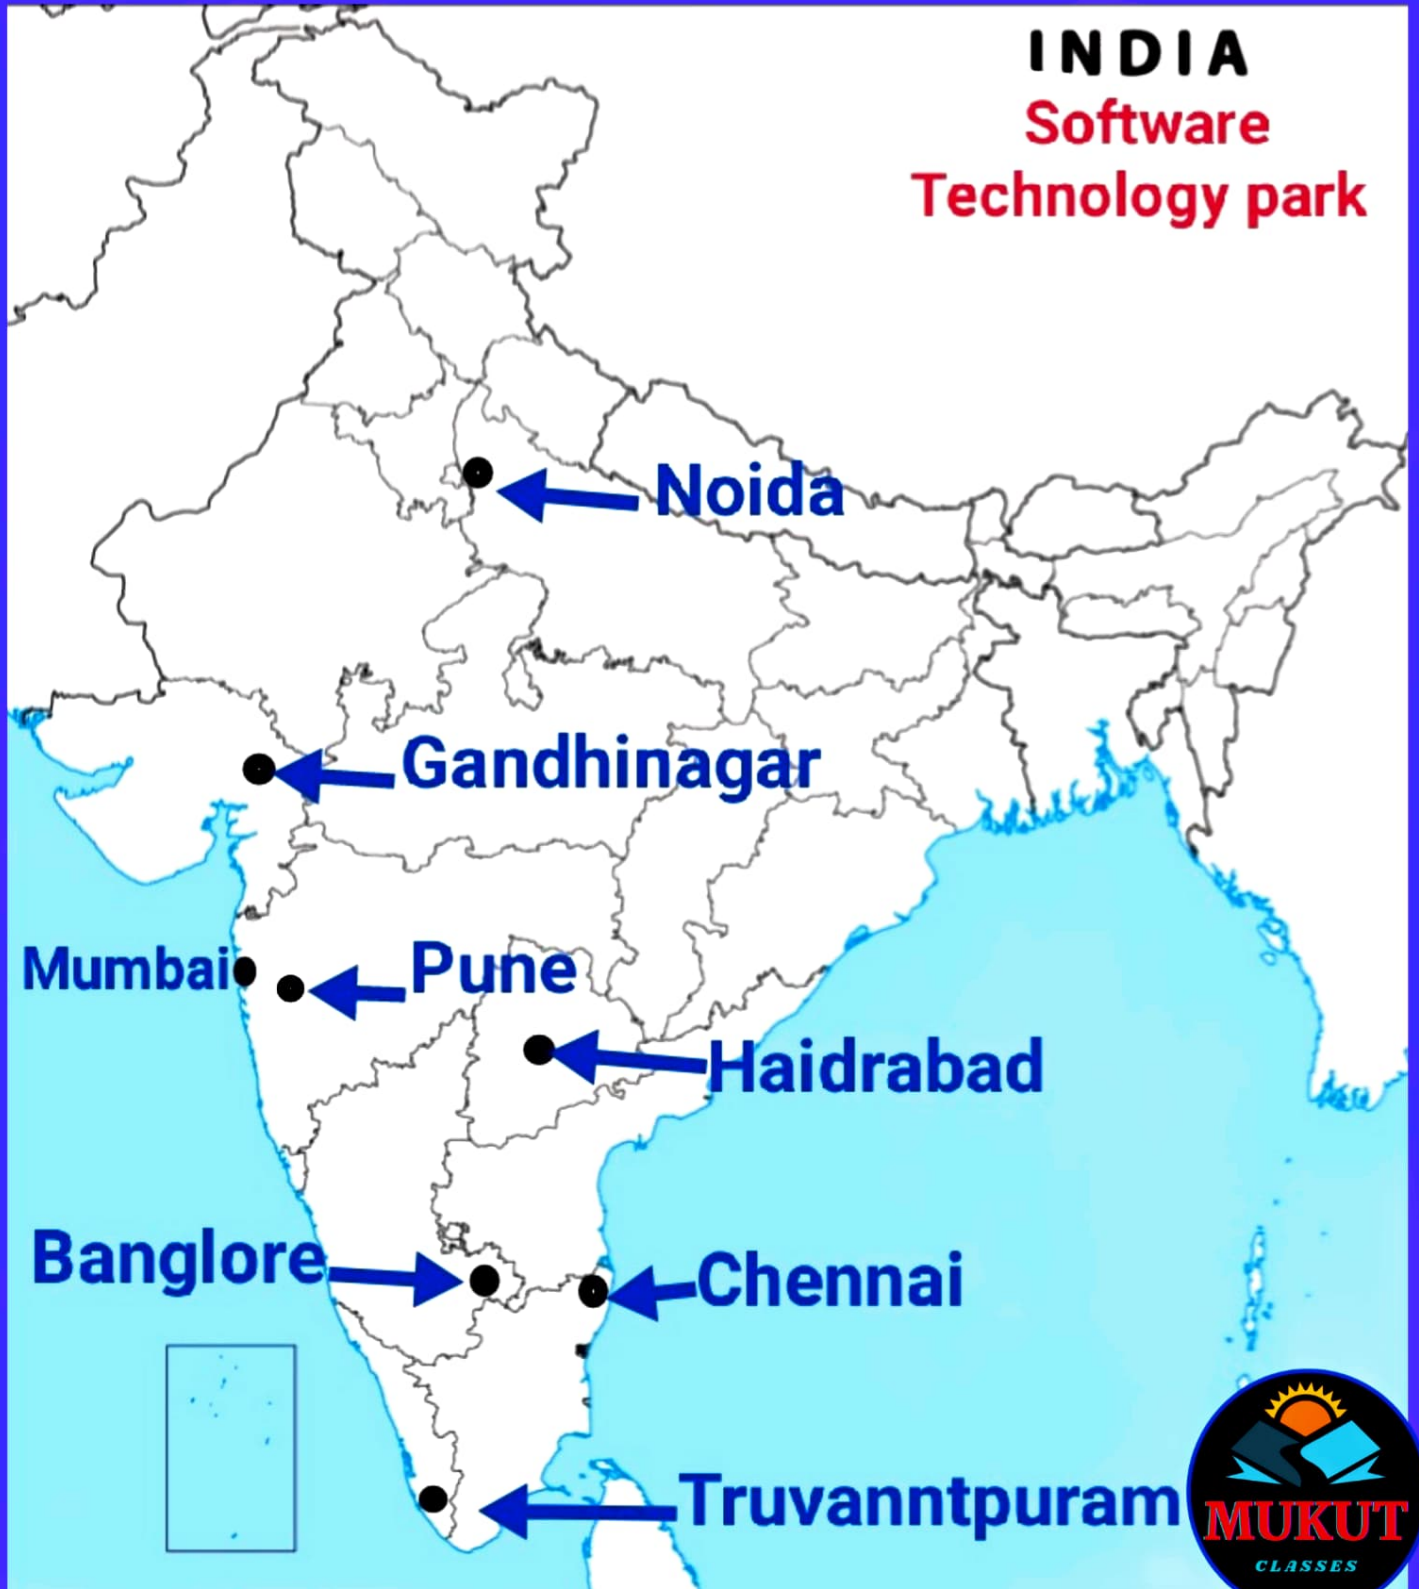 INDIA
Software
Technology park
Noida
Gandhinagar
Mumbai
Pune
Haidrabad
Banglore
Chennai
Truvanntpuram
MUKUT
CLASSES